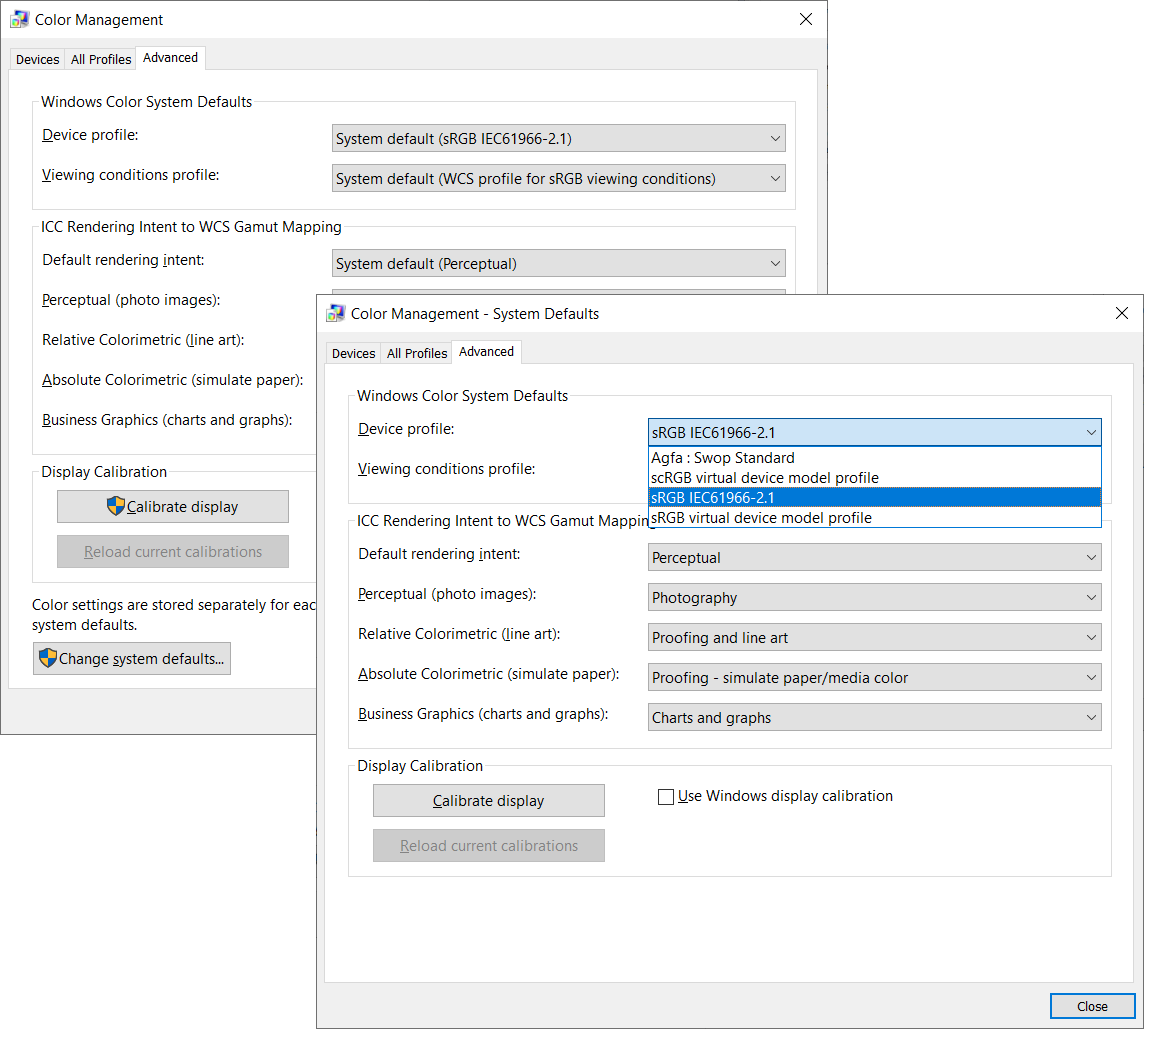 Color Management
Devices
All Profiles
Advanced
Windows Color System Defaults
Device profile:
System default (sRGB IEC61966-2.1)
Viewing conditions profile:
System default (WCS profile for sRGB viewing conditions)
ICC Rendering Intent to WCS Gamut Mapping
Default rendering intent:
System default (Perceptual)
Perceptual (photo images):
Relative Colorimetric (line art):
Absolute Colorimetric (simulate paper):
Business Graphics (charts and graphs):
Display Calibration
Calibrate display
Reload current calibrations
Color settings are stored separately for eac
system defaults.
Change system defaults...
Color Management - System Defaults
Devices
All Profiles
Advanced
Windows Color System Defaults
Device profile:
sRGB IEC61966-2.1
Agfa : Swop Standard
scRGB virtual device model profile
sRGB IEC61966-2.1
sRGB virtual device model profile
Viewing conditions profile:
ICC Rendering Intent to WCS Gamut Mapping
Default rendering intent:
Perceptual
Perceptual (photo images):
Photography
Relative Colorimetric (line art):
Proofing and line art
Absolute Colorimetric (simulate paper):
Proofing - simulate paper/media color
Business Graphics (charts and graphs):
Charts and graphs
Display Calibration
Calibrate display
Use Windows display calibration
Reload current calibrations
Close